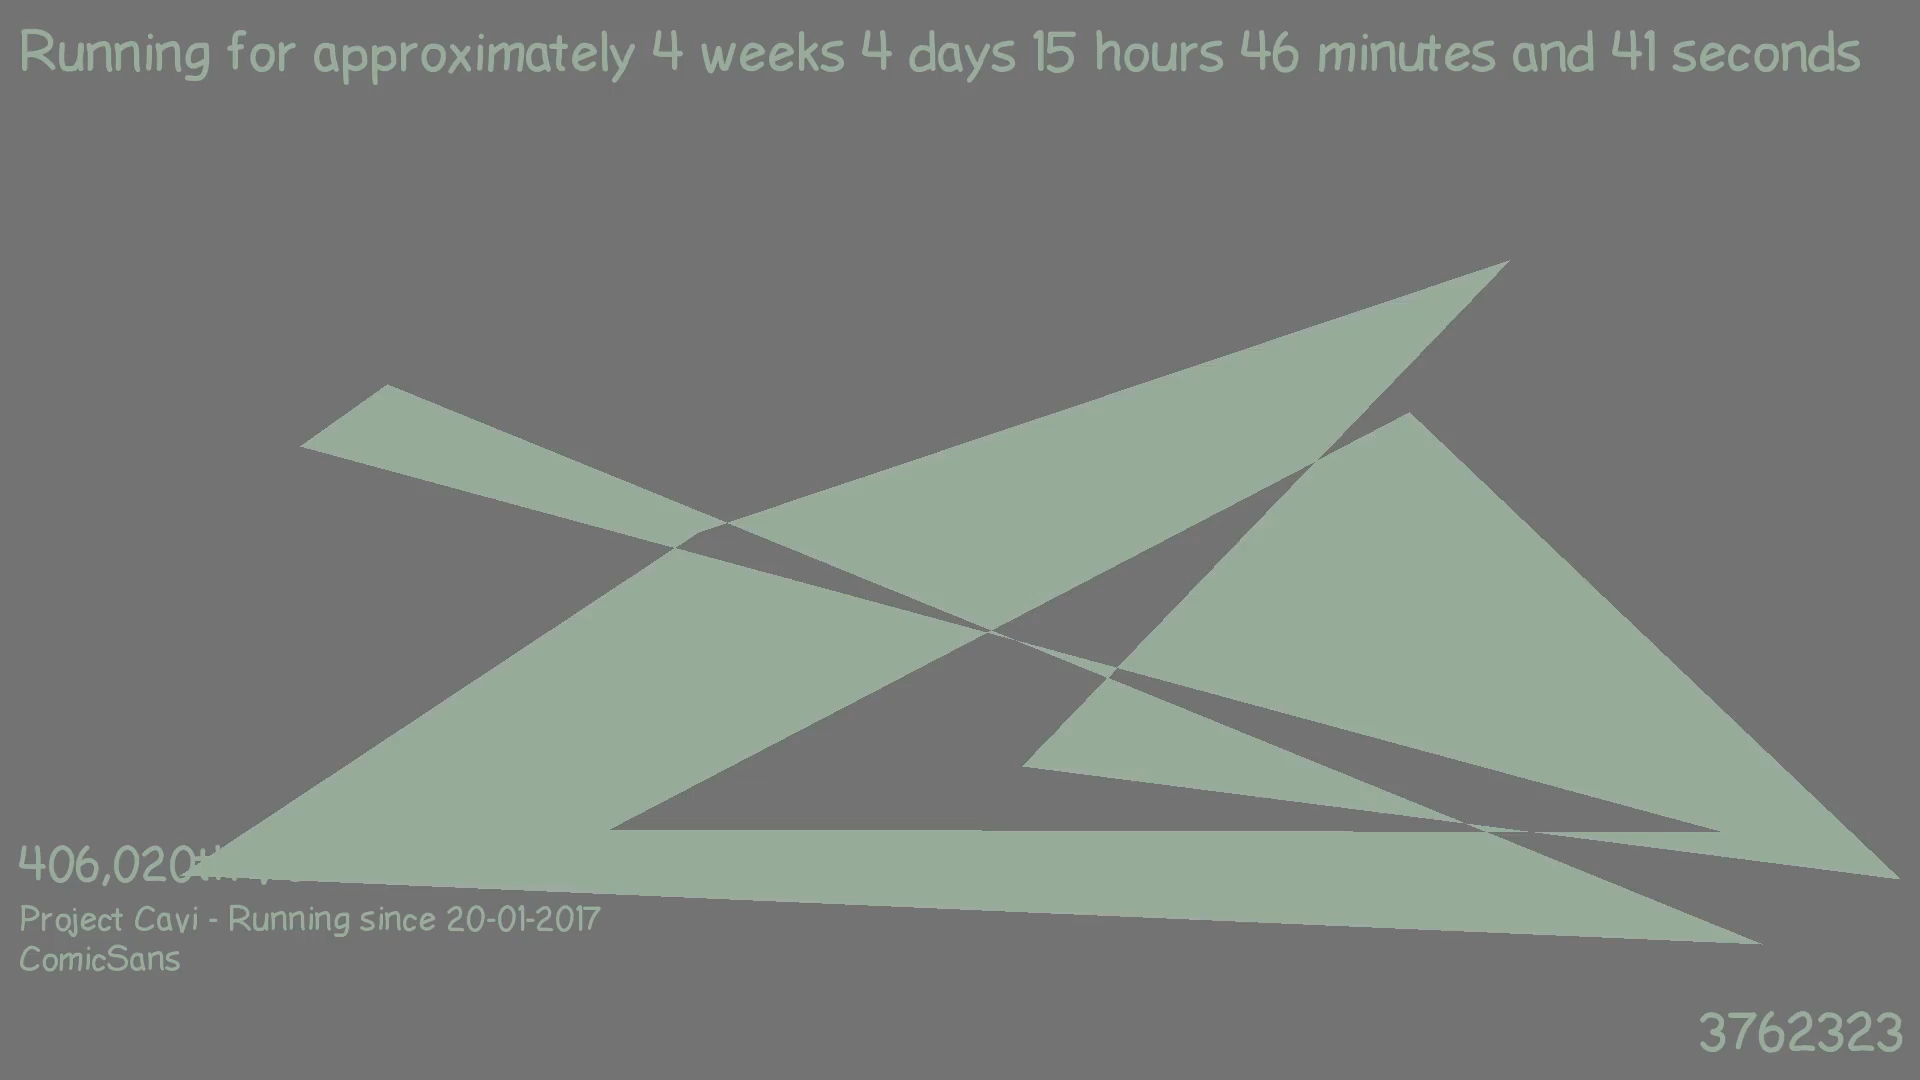 Running for approximately 4 weeks 4 days 15 hours 46 minutes and 41 seconds
406,020
Project Cavi - Running since 20-01-2017
ComicSans
3762323